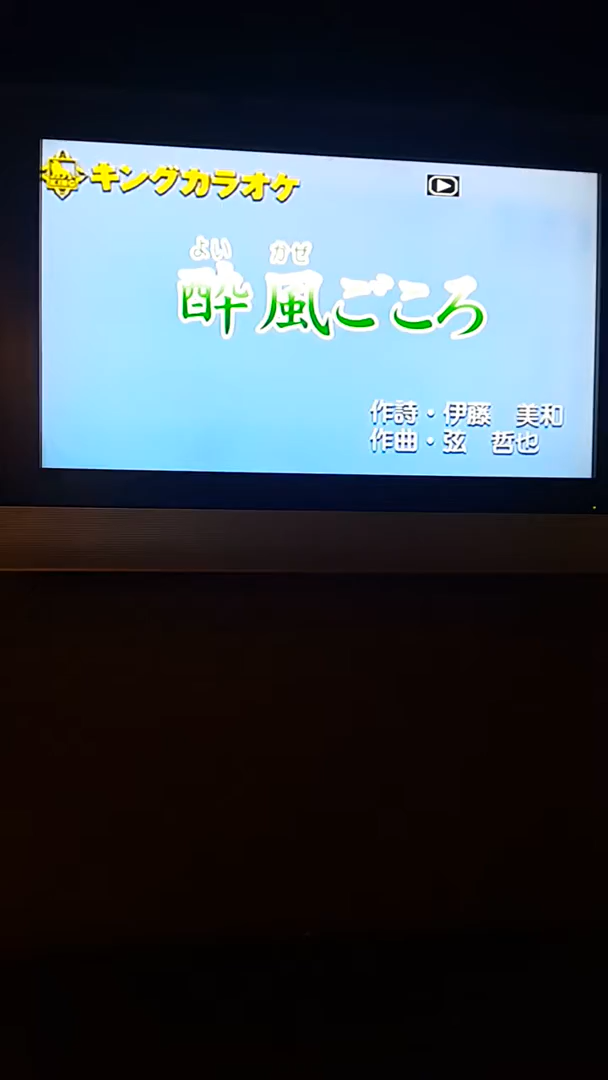 キングカラオケ
よい かぜ
酔風ごころ
作詩・伊藤 美和
作曲・弦 哲也